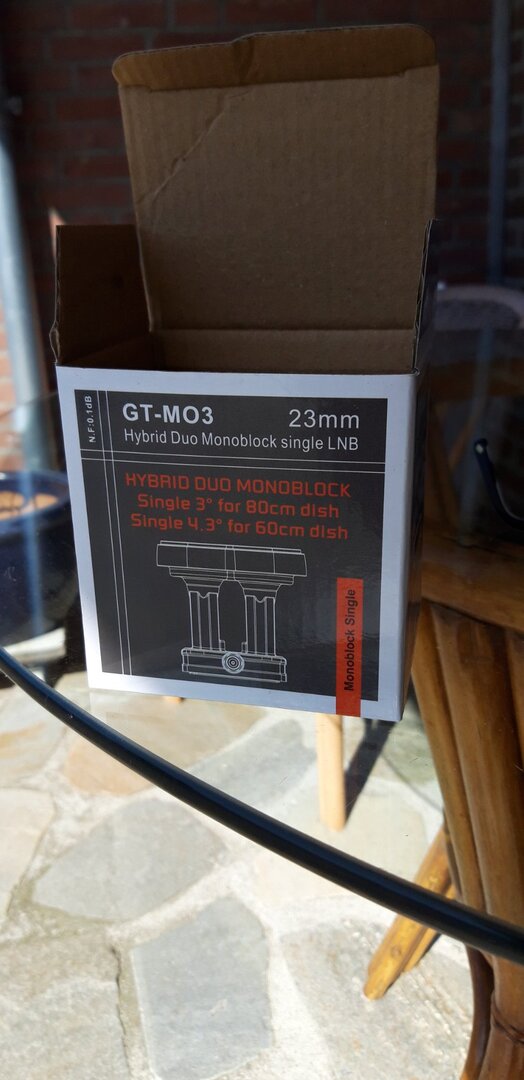 N.F:0.1dB
GT-MO3 23mm
Hybrid Duo Monoblock single LNB
HYBRID DUO MONOBLOCK
Single 3° for 80cm dish
Single 4.3° for 60cm dish
Monoblock Single